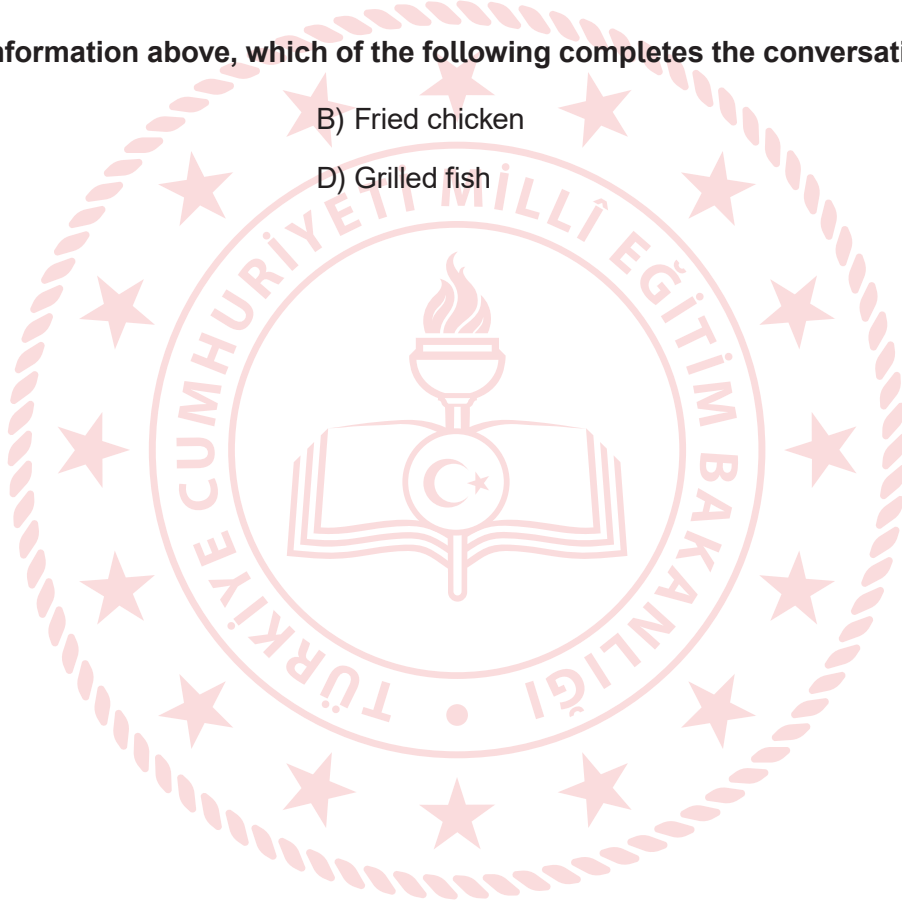 nformation above, which of the following completes the conversati
B) Fried chicken
D) Grilled fish
TÜRKİYE CUMHURİYETİ MİLLÎ EĞİTİM BAKANLIĞI